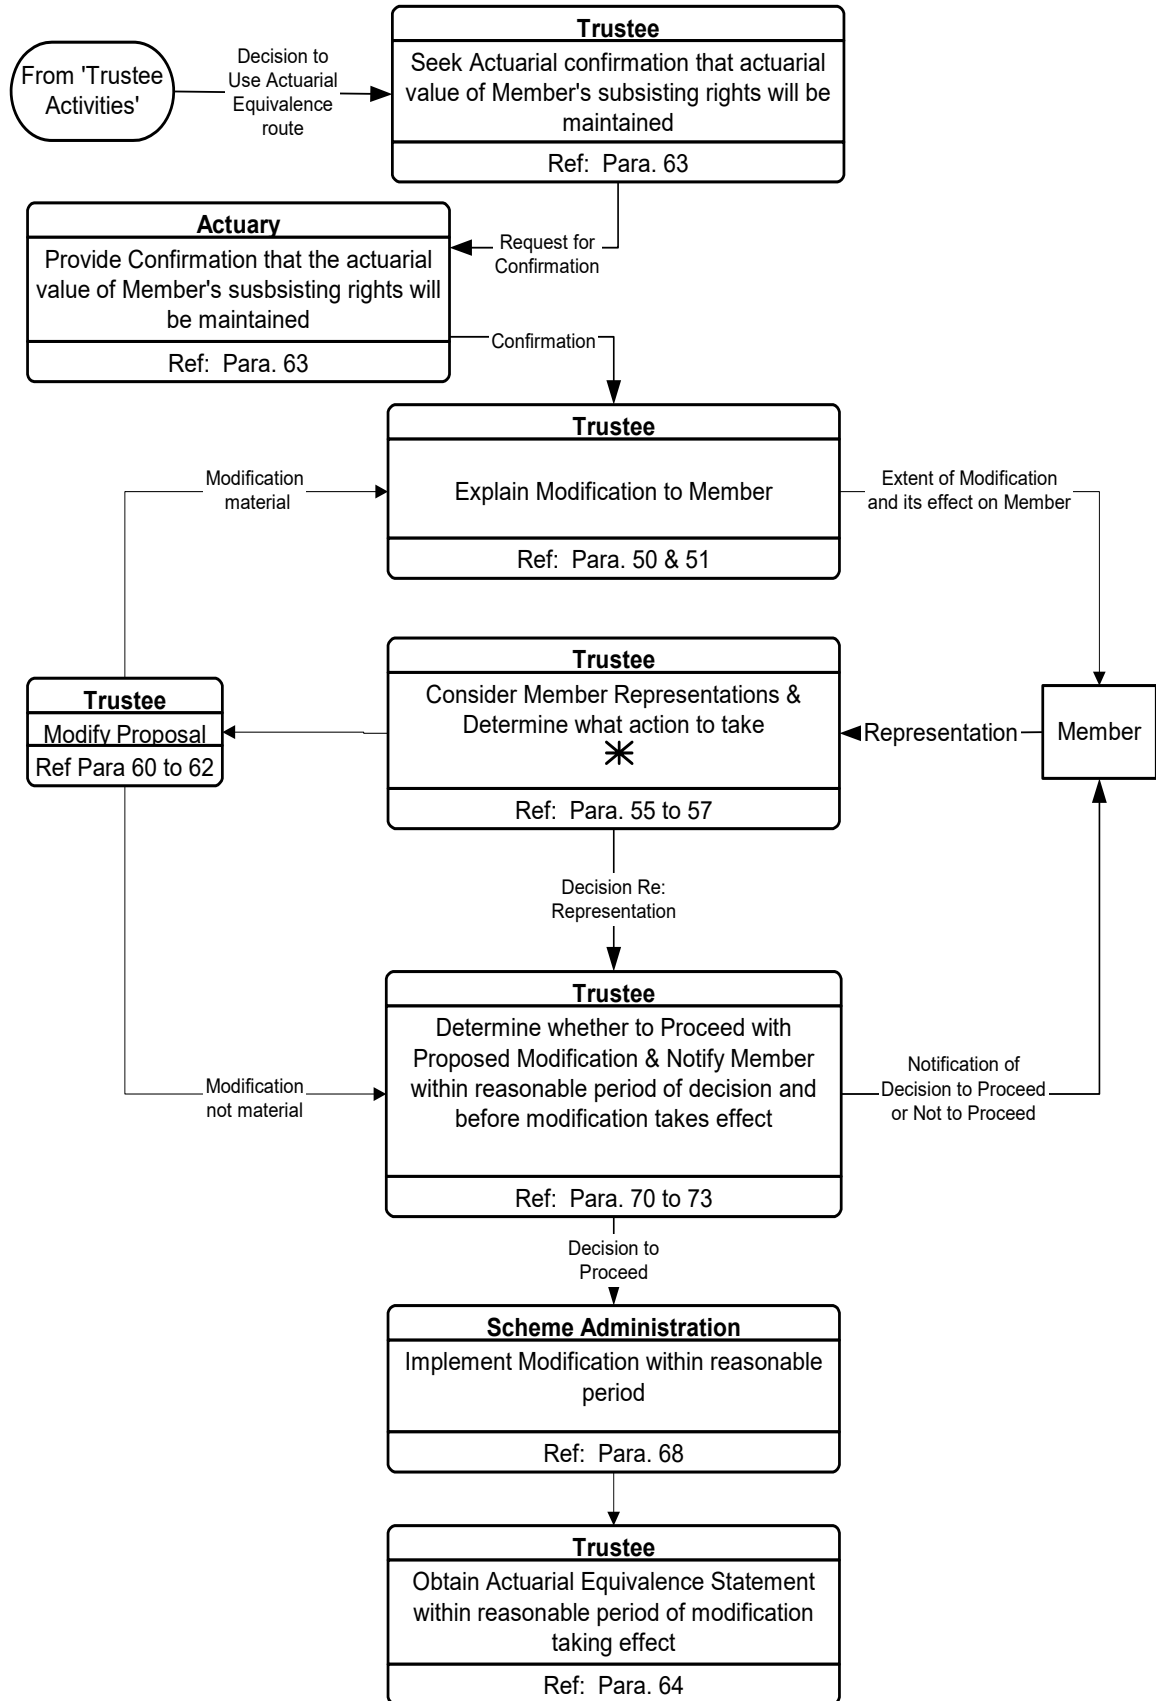 From 'Trustee
Activities'
Decision to
Use Actuarial
Equivalence
route
Trustee
Seek Actuarial confirmation that actuarial
value of Member's subsisting rights will be
maintained
Ref:  Para. 63
Request for
Confirmation
Actuary
Provide Confirmation that the actuarial
value of Member's susbsisting rights will
be maintained
Ref:  Para. 63
Confirmation
Trustee
Explain Modification to Member
Ref:  Para. 50 & 51
Modification
material
Extent of Modification
and its effect on Member
Trustee
Consider Member Representations &
Determine what action to take
Ref:  Para. 55 to 57
Trustee
Modify Proposal
Ref Para 60 to 62
Representation
Member
Decision Re:
Representation
Trustee
Determine whether to Proceed with
Proposed Modification & Notify Member
within reasonable period of decision and
before modification takes effect
Ref:  Para. 70 to 73
Modification
not material
Notification of
Decision to Proceed
or Not to Proceed
Decision to
Proceed
Scheme Administration
Implement Modification within reasonable
period
Ref:  Para. 68
Trustee
Obtain Actuarial Equivalence Statement
within reasonable period of modification
taking effect
Ref:  Para. 64